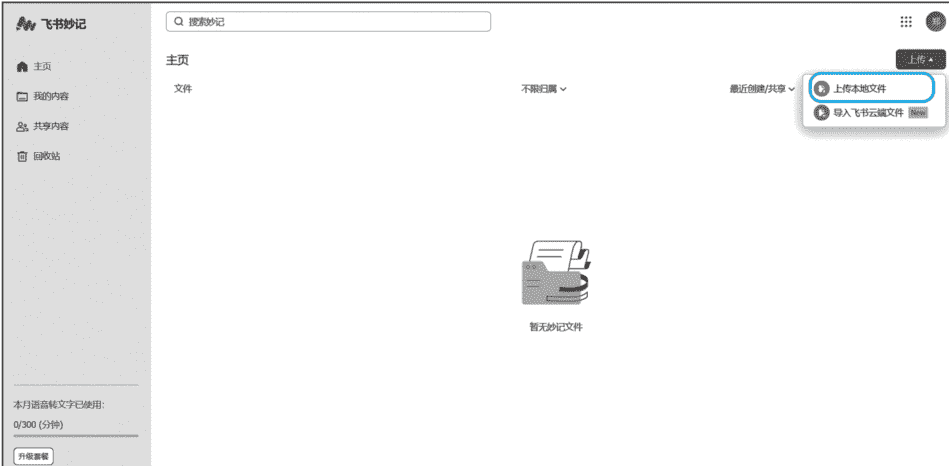 飞书妙记
搜索妙记
郑
主页
我的内容
共享内容
回收站
主页
上传
文件
不限归属
最近创建/共享
上传本地文件
导入飞书云端文件 New
暂无妙记文件
本月语音转文字已使用:
0/300 (分钟)
升级套餐